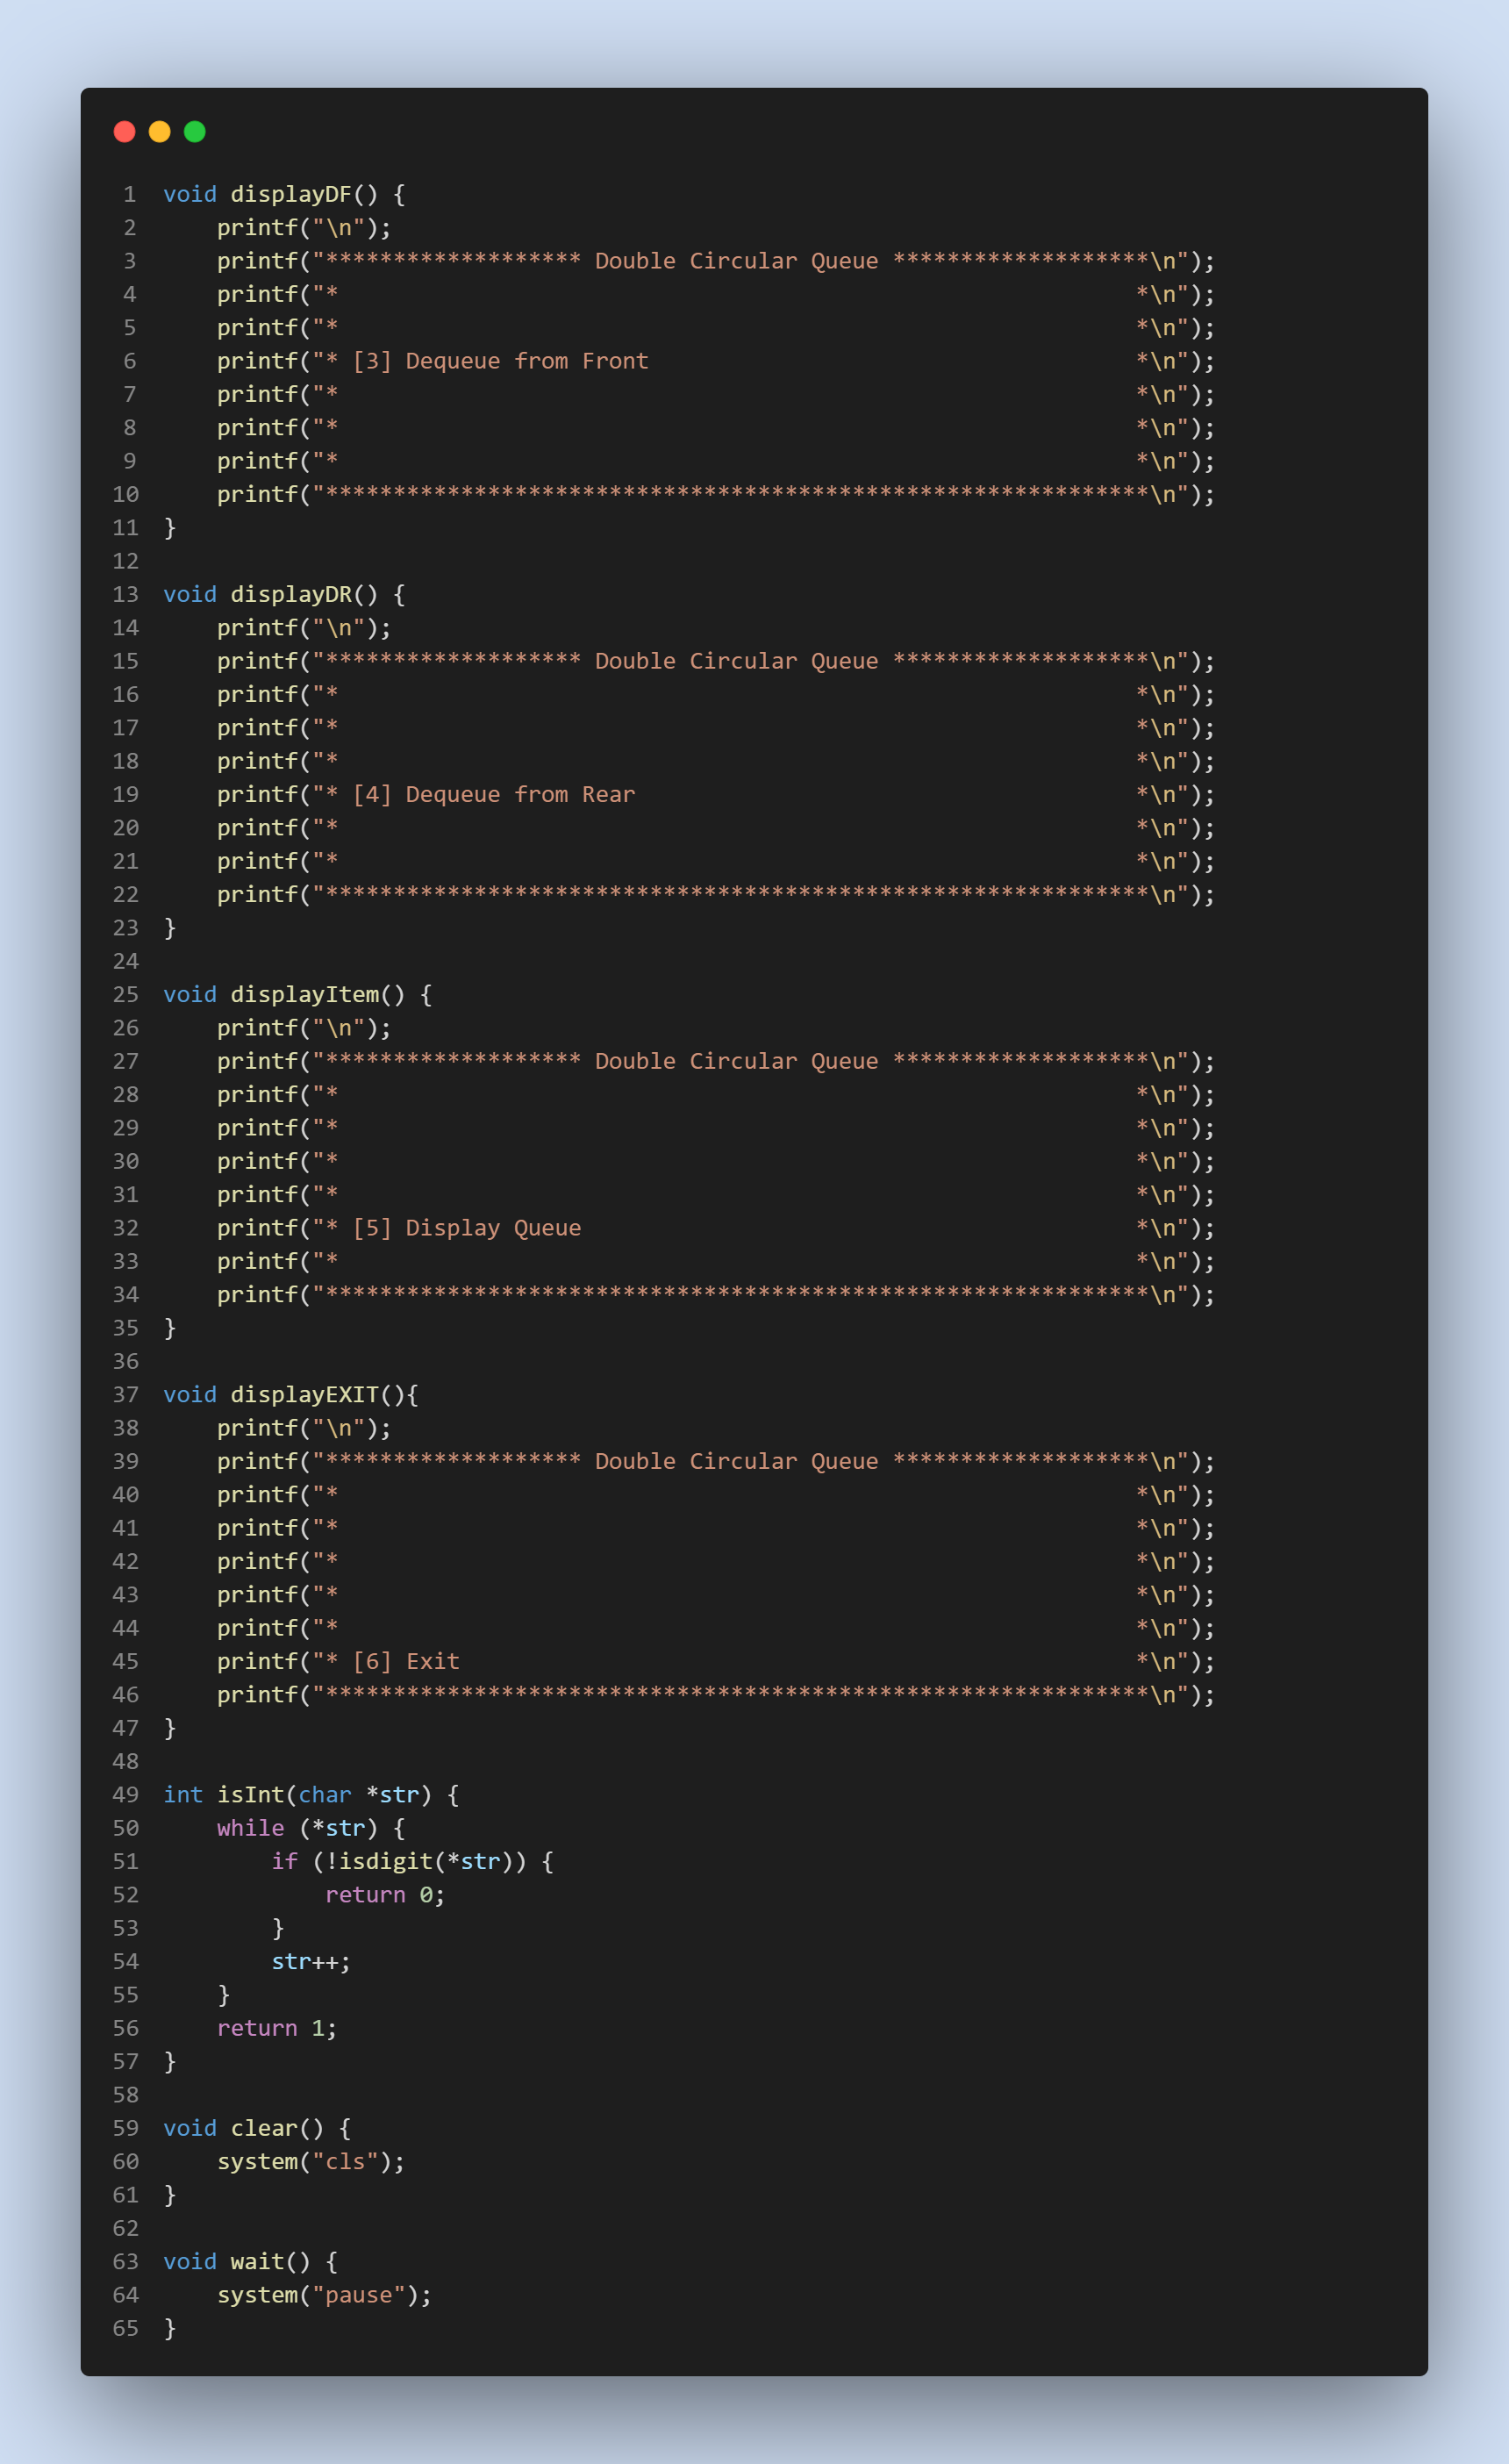 1 void displayDF() {
2     printf("\n");
3     printf("******************* Double Circular Queue *******************\n");
4     printf("*                                                           *\n");
5     printf("*                                                           *\n");
6     printf("* [3] Dequeue from Front                                    *\n");
7     printf("*                                                           *\n");
8     printf("*                                                           *\n");
9     printf("*                                                           *\n");
10     printf("*************************************************************\n");
11 }
12
13 void displayDR() {
14     printf("\n");
15     printf("******************* Double Circular Queue *******************\n");
16     printf("*                                                           *\n");
17     printf("*                                                           *\n");
18     printf("*                                                           *\n");
19     printf("* [4] Dequeue from Rear                                     *\n");
20     printf("*                                                           *\n");
21     printf("*                                                           *\n");
22     printf("*************************************************************\n");
23 }
24
25 void displayItem() {
26     printf("\n");
27     printf("******************* Double Circular Queue *******************\n");
28     printf("*                                                           *\n");
29     printf("*                                                           *\n");
30     printf("*                                                           *\n");
31     printf("*                                                           *\n");
32     printf("* [5] Display Queue                                         *\n");
33     printf("*                                                           *\n");
34     printf("*************************************************************\n");
35 }
36
37 void displayEXIT(){
38     printf("\n");
39     printf("******************* Double Circular Queue *******************\n");
40     printf("*                                                           *\n");
41     printf("*                                                           *\n");
42     printf("*                                                           *\n");
43     printf("*                                                           *\n");
44     printf("*                                                           *\n");
45     printf("* [6] Exit                                                  *\n");
46     printf("*************************************************************\n");
47 }
48
49 int isInt(char *str) {
50     while (*str) {
51         if (!isdigit(*str)) {
52             return 0;
53         }
54         str++;
55     }
56     return 1;
57 }
58
59 void clear() {
60     system("cls");
61 }
62
63 void wait() {
64     system("pause");
65 }